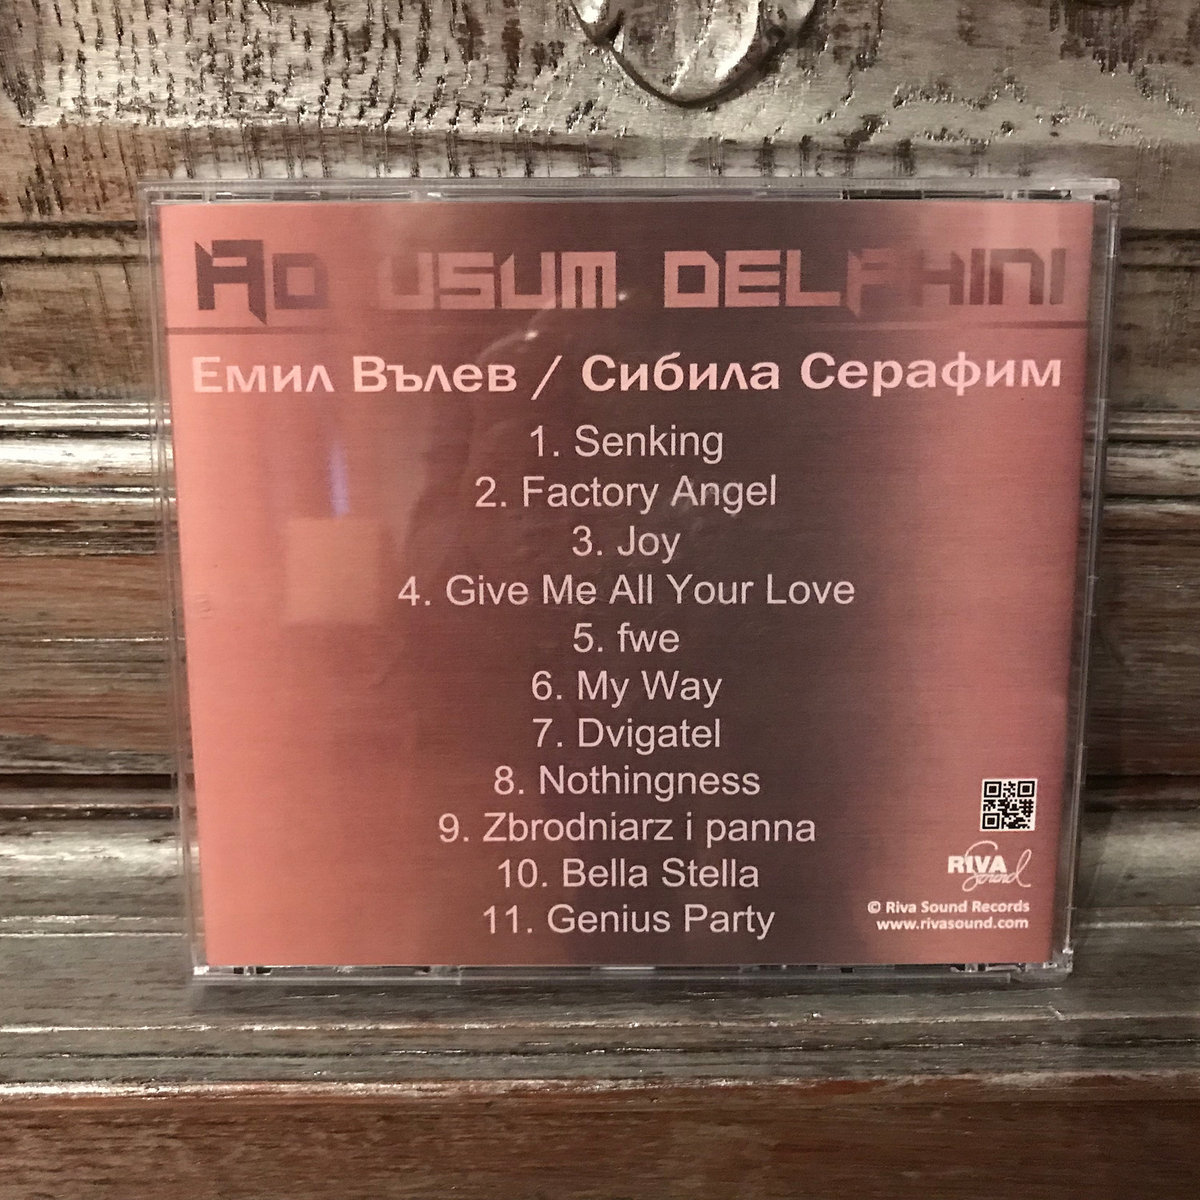 AD USUM DELPHINI
Емил Вълев / Сибила Серафим
1. Senking
2. Factory Angel
3. Joy
4. Give Me All Your Love
5. fwe
6. My Way
7. Dvigatel
8. Nothingness
9. Zbrodniarz i panna
10. Bella Stella
11. Genius Party
RIVA
Sound
© Riva Sound Records
www.rivasound.com